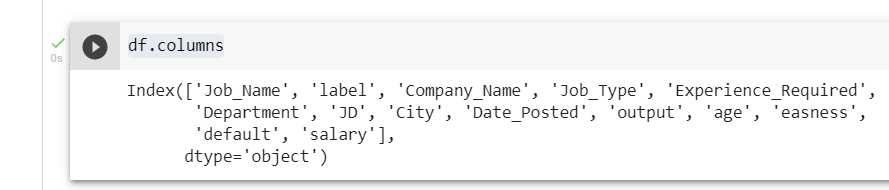 df.columns
0s
Index(['Job_Name', 'label', 'Company_Name', 'Job_Type', 'Experience_Required',
'Department', 'JD', 'City', 'Date_Posted', 'output', 'age', 'easness',
'default', 'salary'],
dtype='object')